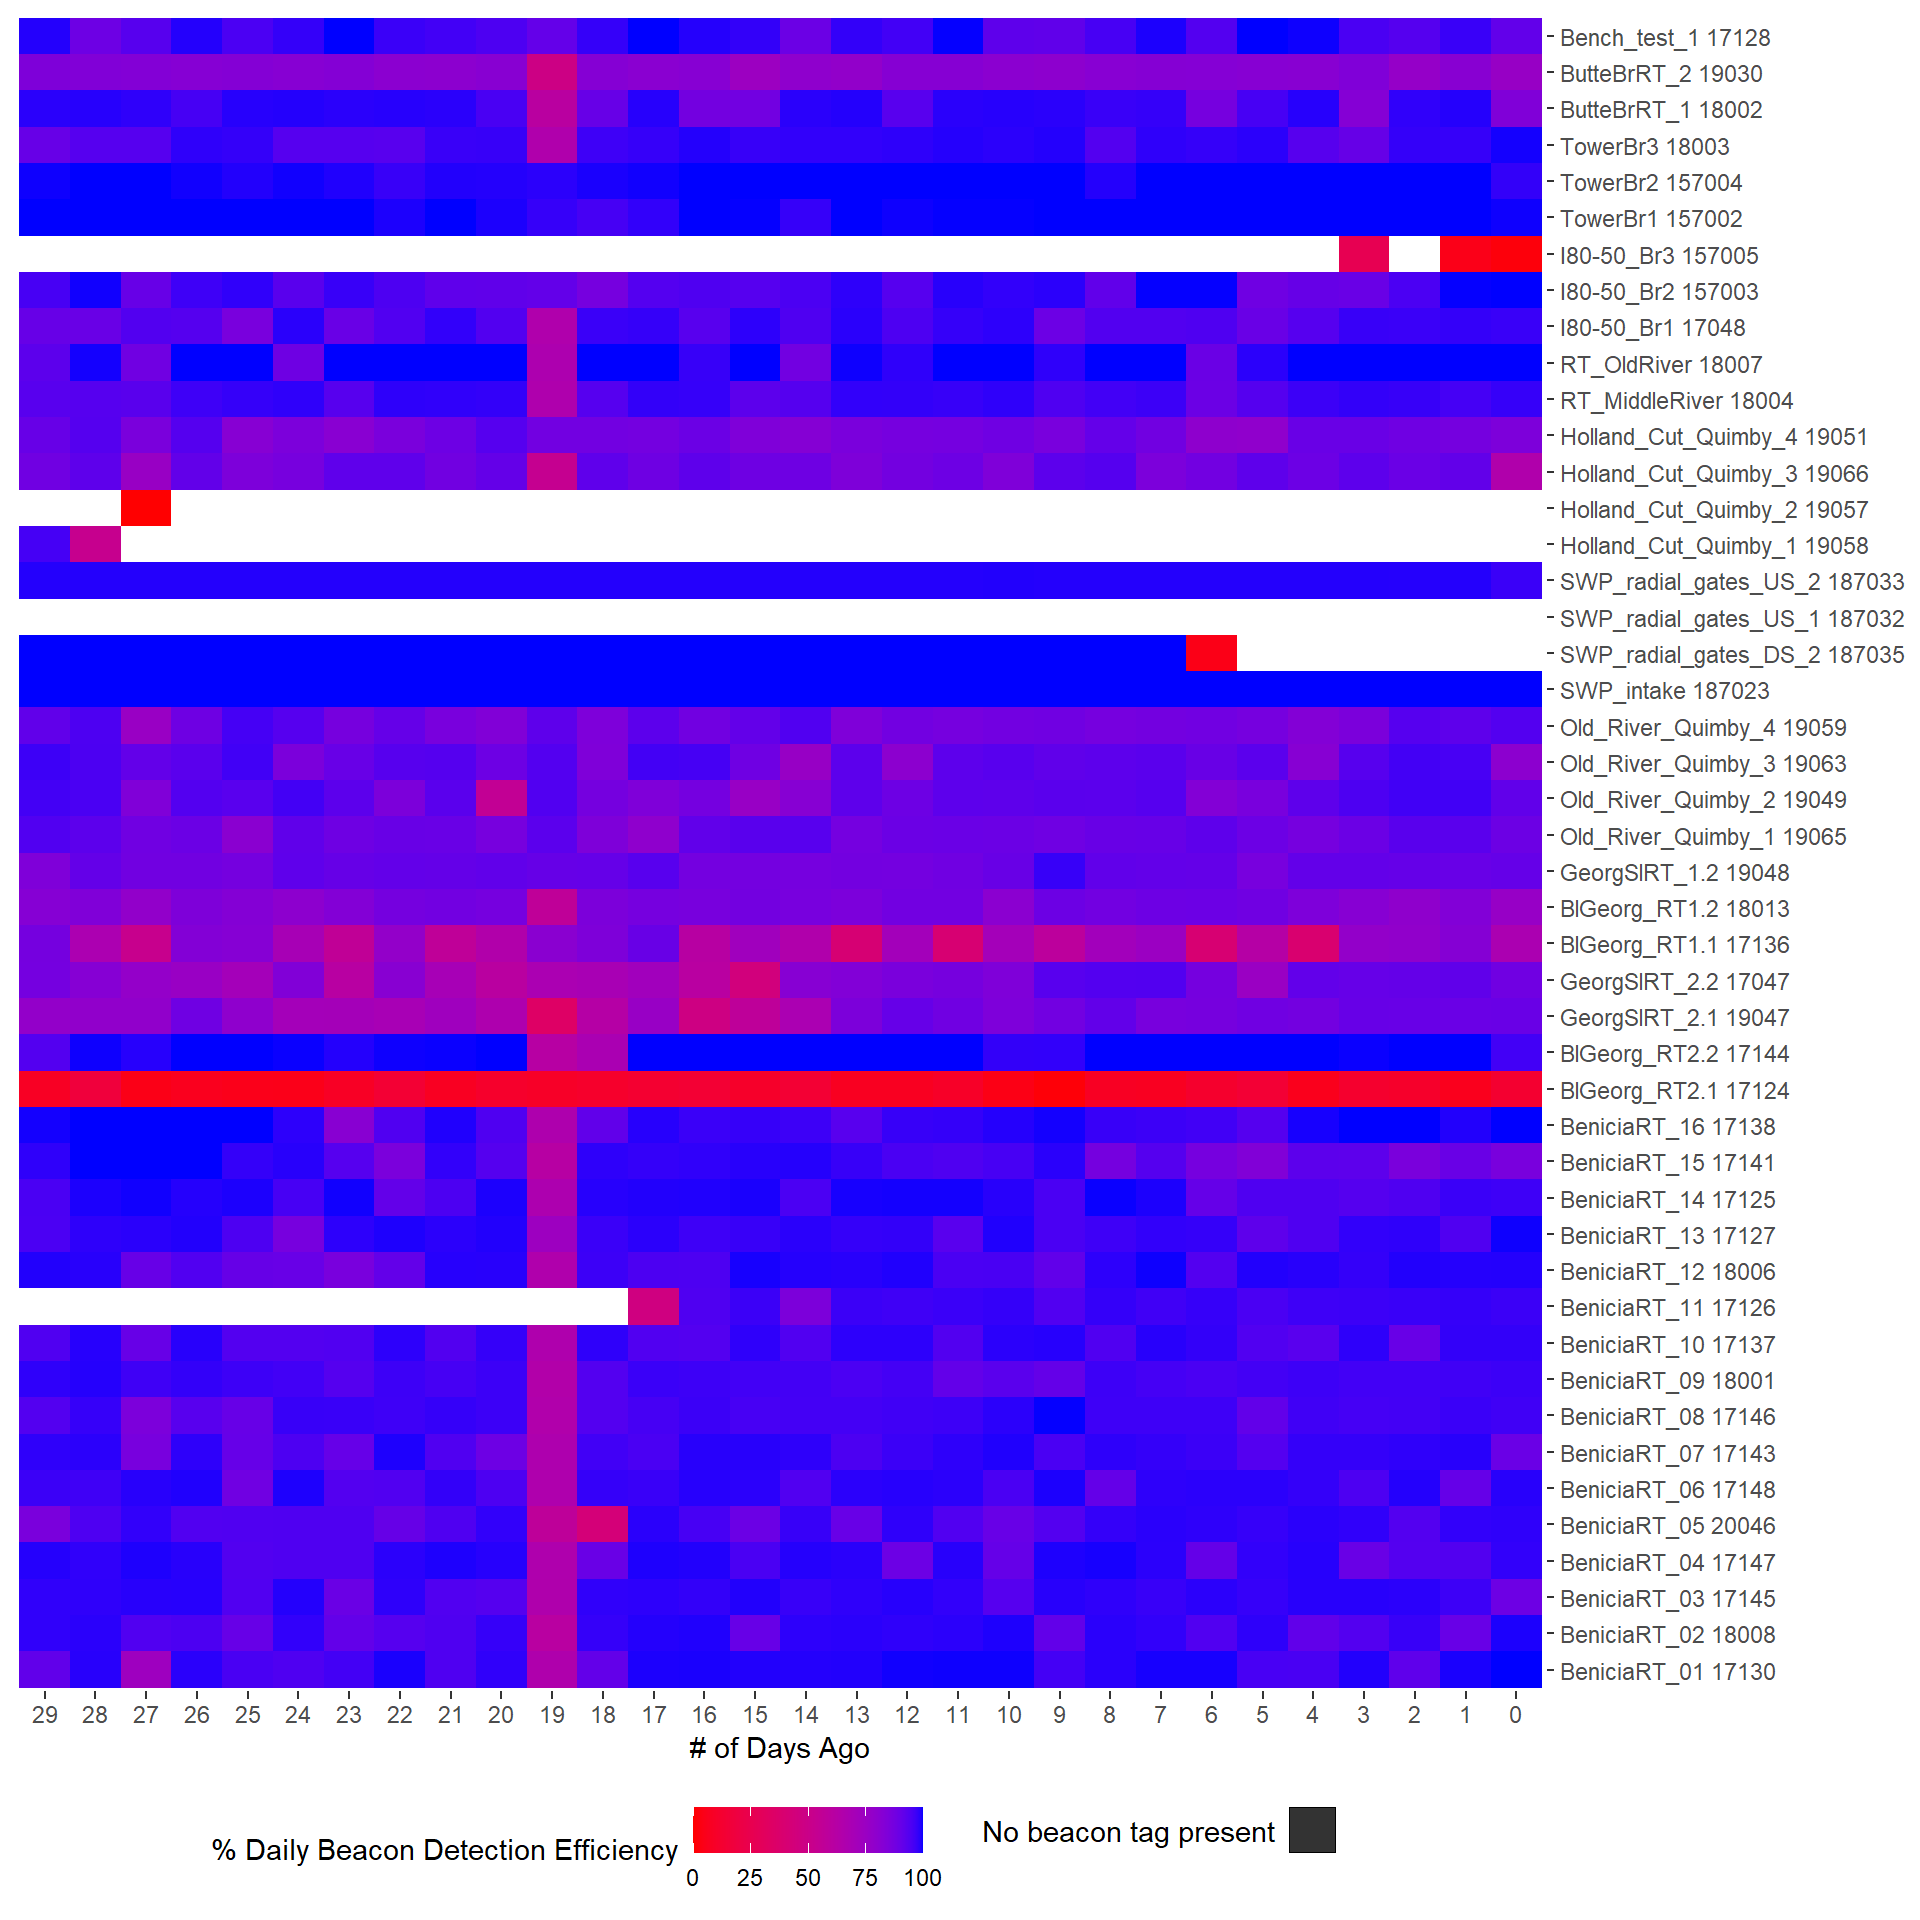 Bench_test_1 17128
ButteBrRT_2 19030
ButteBrRT_1 18002
TowerBr3 18003
TowerBr2 157004
TowerBr1 157002
I80-50_Br3 157005
I80-50_Br2 157003
I80-50_Br1 17048
RT_OldRiver 18007
RT_MiddleRiver 18004
Holland_Cut_Quimby_4 19051
Holland_Cut_Quimby_3 19066
Holland_Cut_Quimby_2 19057
Holland_Cut_Quimby_1 19058
SWP_radial_gates_US_2 187033
SWP_radial_gates_US_1 187032
SWP_radial_gates_DS_2 187035
SWP_intake 187023
Old_River_Quimby_4 19059
Old_River_Quimby_3 19063
Old_River_Quimby_2 19049
Old_River_Quimby_1 19065
GeorgSlRT_1.2 19048
BlGeorg_RT1.2 18013
BlGeorg_RT1.1 17136
GeorgSlRT_2.2 17047
GeorgSlRT_2.1 19047
BlGeorg_RT2.2 17144
BlGeorg_RT2.1 17124
BeniciaRT_16 17138
BeniciaRT_15 17141
BeniciaRT_14 17125
BeniciaRT_13 17127
BeniciaRT_12 18006
BeniciaRT_11 17126
BeniciaRT_10 17137
BeniciaRT_09 18001
BeniciaRT_08 17146
BeniciaRT_07 17143
BeniciaRT_06 17148
BeniciaRT_05 20046
BeniciaRT_04 17147
BeniciaRT_03 17145
BeniciaRT_02 18008
BeniciaRT_01 17130
29 28 27 26 25 24 23 22 21 20 19 18 17 16 15 14 13 12 11 10 9 8 7 6 5 4 3 2 1 0
# of Days Ago
% Daily Beacon Detection Efficiency
0 25 50 75 100
No beacon tag present